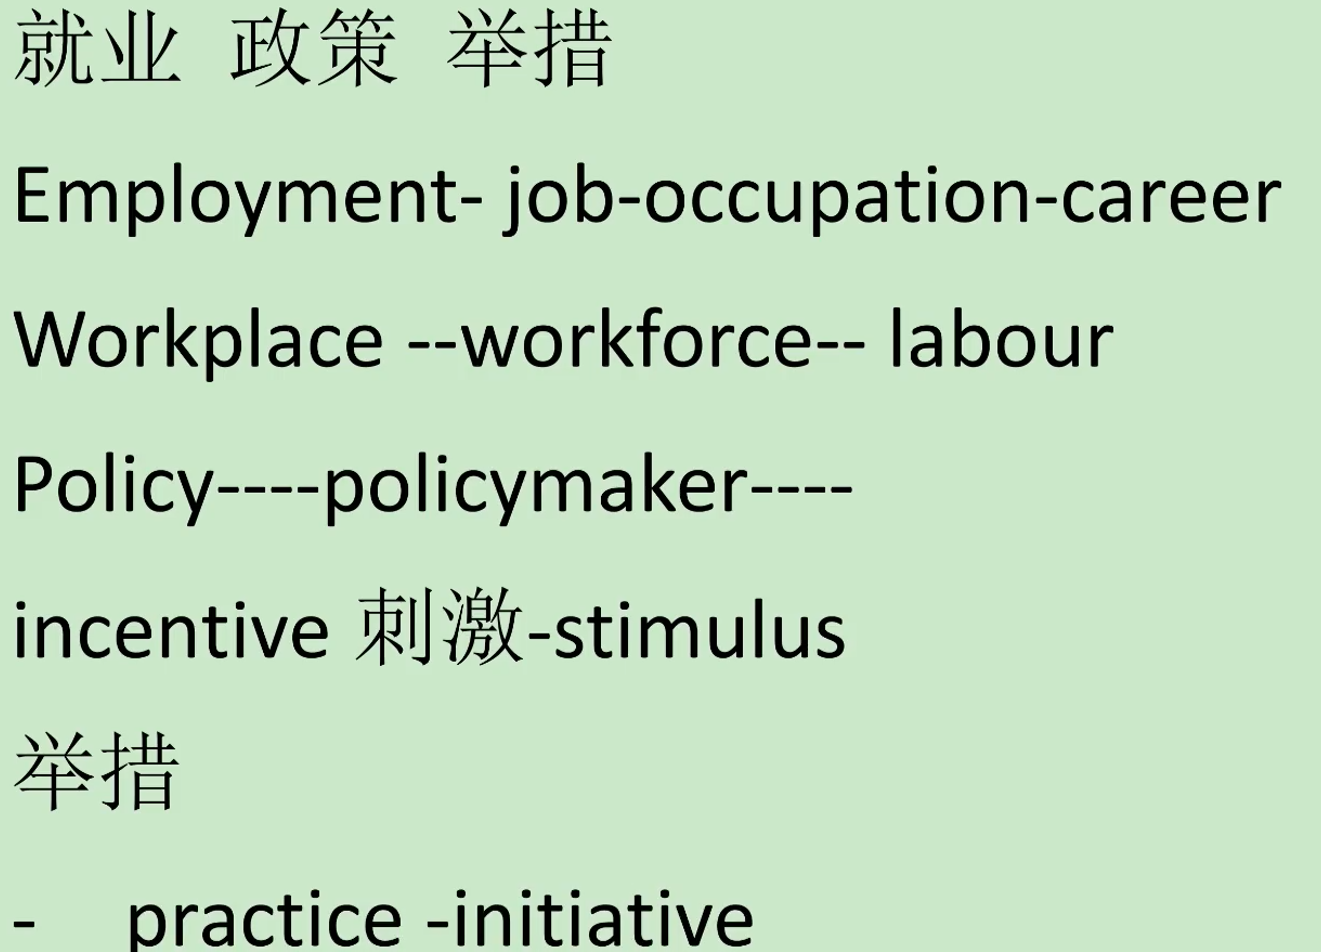 就业 政策 举措
Employment- job-occupation-career
Workplace --workforce-- labour
Policy----policymaker----
incentive 刺激-stimulus
举措
- practice -initiative